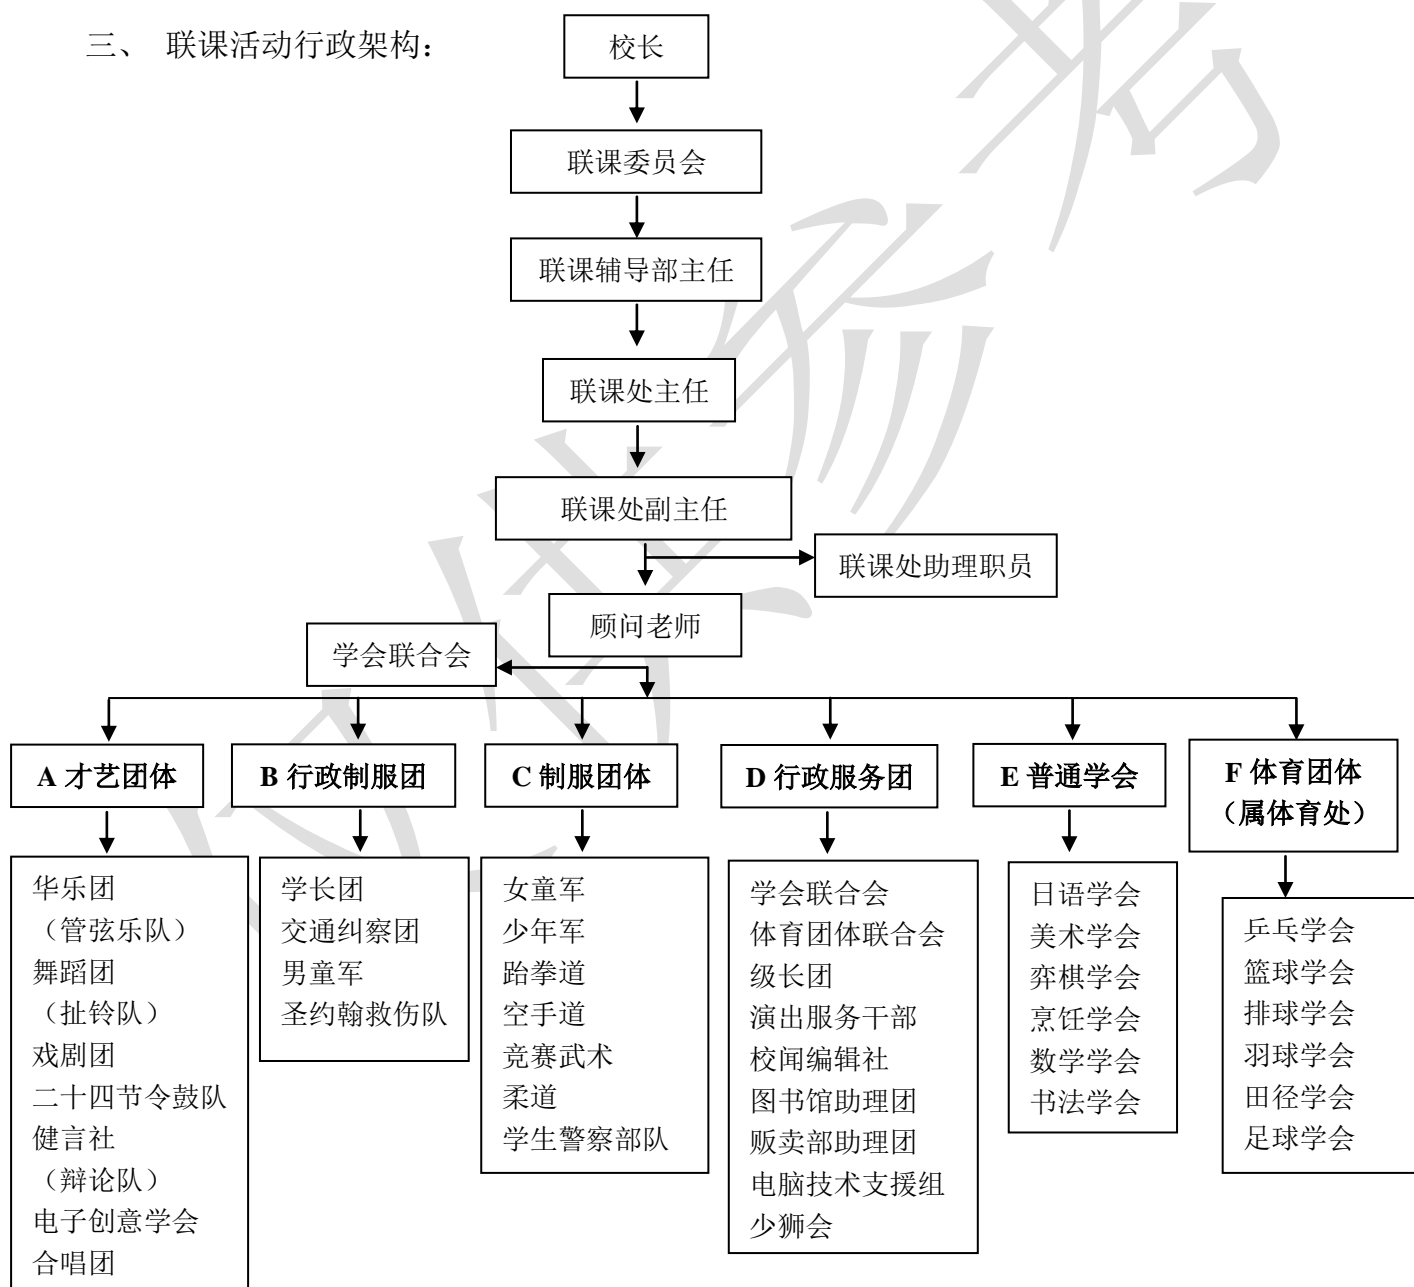 三、 联课活动行政架构：
校长
联课委员会
联课辅导部主任
联课处主任
联课处副主任
联课处助理职员
顾问老师
学会联合会
A 才艺团体
华乐团
（管弦乐队）
舞蹈团
（扯铃队）
戏剧团
二十四节令鼓队
健言社
（辩论队）
电子创意学会
合唱团
B 行政制服团
学长团
交通纠察团
男童军
圣约翰救伤队
C 制服团体
女童军
少年军
跆拳道
空手道
竞赛武术
柔道
学生警察部队
D 行政服务团
学会联合会
体育团体联合会
级长团
演出服务干部
校闻编辑社
图书馆助理团
贩卖部助理团
电脑技术支援组
少狮会
E 普通学会
日语学会
美术学会
弈棋学会
烹饪学会
数学学会
书法学会
F 体育团体
（属体育处）
乒乓学会
篮球学会
排球学会
羽球学会
田径学会
足球学会
仅供参考